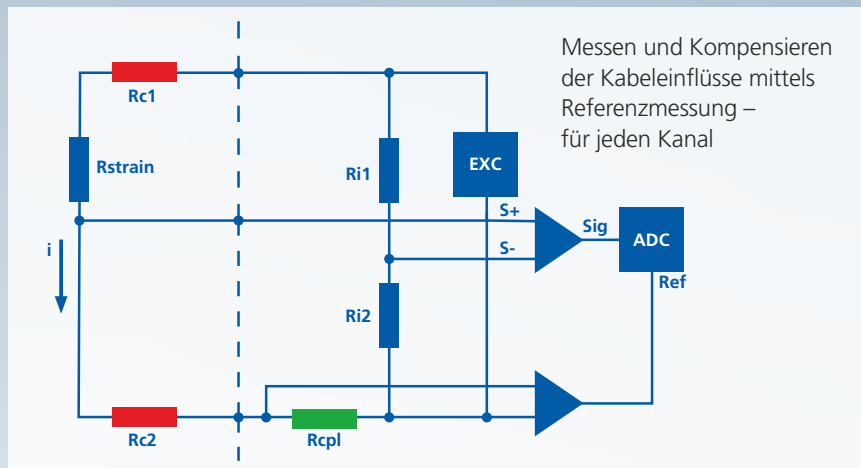 Messen und Kompensieren
der Kabeleinflüsse mittels
Referenzmessung –
für jeden Kanal
Rc1
Rstrain
Ri1
EXC
S+
Sig
ADC
i
S-
Ref
Ri2
Rc2
Rcpl